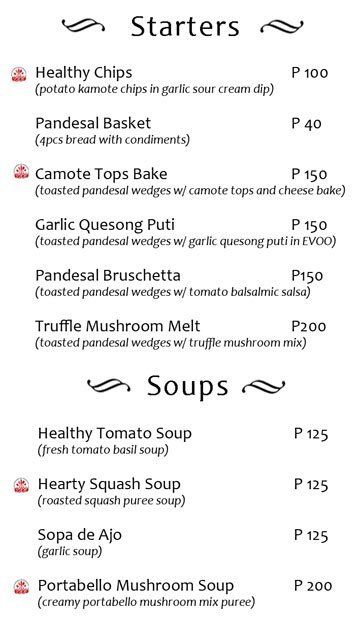 Starters
Healthy Chips P 100
(potato kamote chips in garlic sour cream dip)
Pandesal Basket P 40
(4pcs bread with condiments)
Camote Tops Bake P 150
(toasted pandesal wedges w/ camote tops and cheese bake)
Garlic Quesong Puti P 150
(toasted pandesal wedges w/ garlic quesong puti in EVOO)
Pandesal Bruschetta P150
(toasted pandesal wedges w/ tomato balsalmic salsa)
Truffle Mushroom Melt P200
(toasted pandesal wedges w/ truffle mushroom mix)
Soups
Healthy Tomato Soup P 125
(fresh tomato basil soup)
Hearty Squash Soup P 125
(roasted squash puree soup)
Sopa de Ajo P 125
(garlic soup)
Portabello Mushroom Soup P 200
(creamy portabello mushroom mix puree)